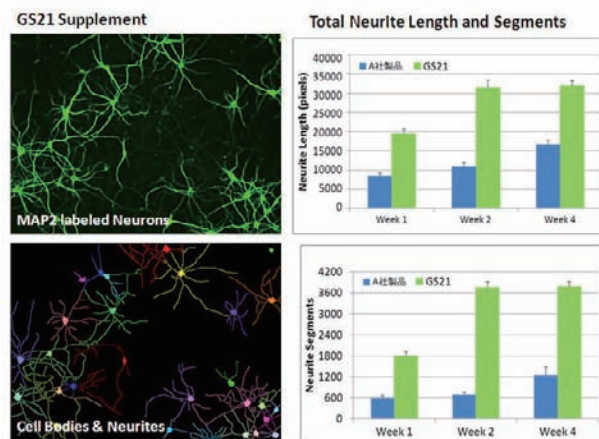 GS21 Supplement
MAP2 labeled Neurons
Cell Bodies & Neurites
Total Neurite Length and Segments
Neurite Length (pixels)
40000
35000
30000
25000
20000
15000
10000
5000
0
A社製品 GS21
Week 1 Week 2 Week 4
Neurite Segments
4200
3600
3000
2400
1800
1200
600
0
A社製品 GS21
Week 1 Week 2 Week 4